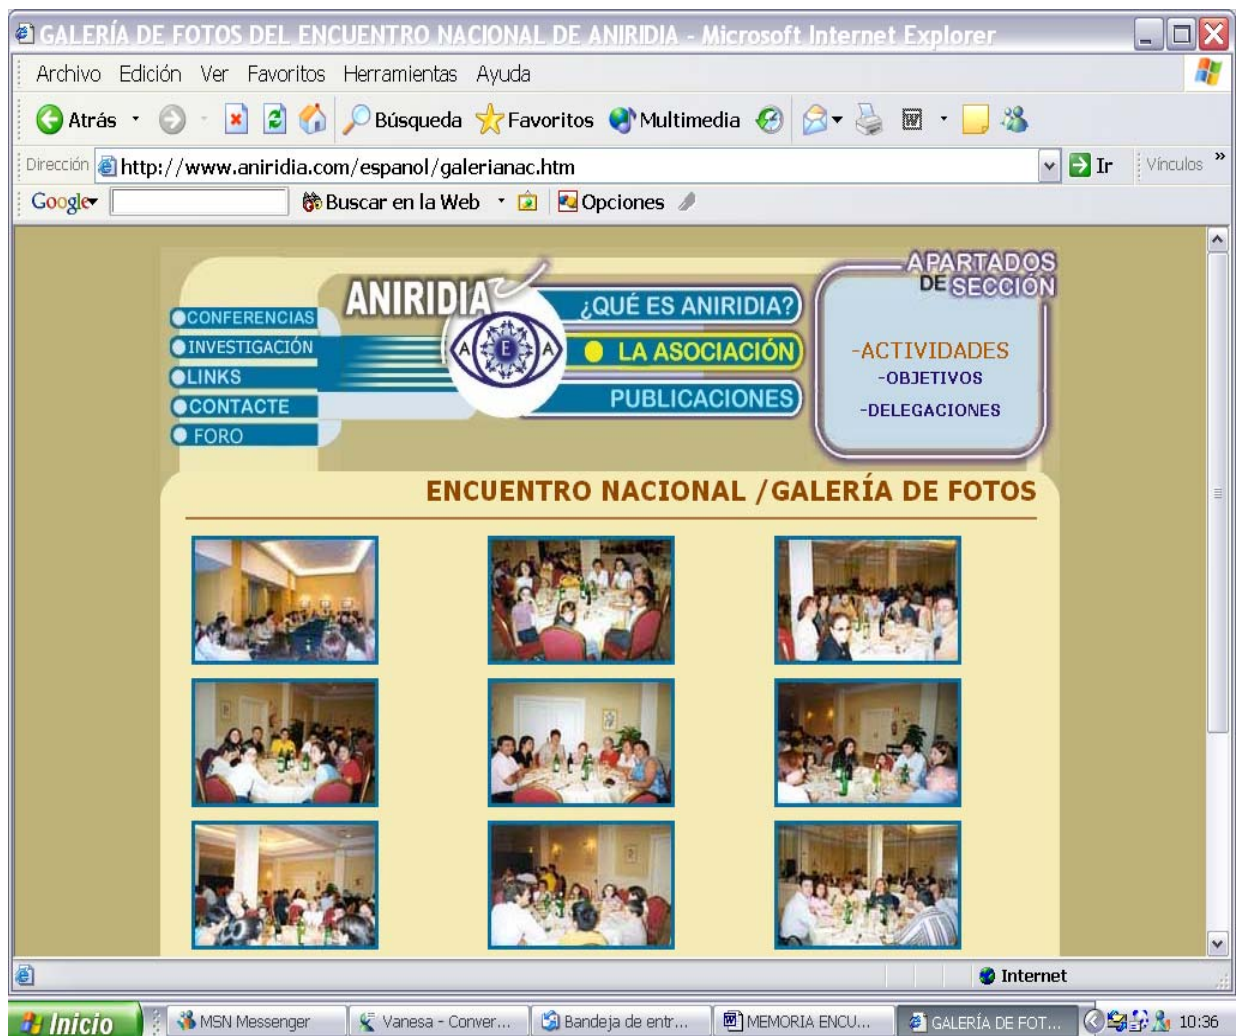 GALERÍA DE FOTOS DEL ENCUENTRO NACIONAL DE ANIRIDIA - Microsoft Internet Explorer
Archivo Edición Ver Favoritos Herramientas Ayuda
Atrás Búsqueda Favoritos Multimedia
Dirección http://www.aniridia.com/espanol/galerianac.htm Ir Vínculos »
Google Buscar en la Web Opciones
APARTADOS
DE SECCIÓN
ANIRIDIA
A E A
¿QUÉ ES ANIRIDIA?
LA ASOCIACIÓN
PUBLICACIONES
CONFERENCIAS
INVESTIGACIÓN
LINKS
CONTACTE
FORO
-ACTIVIDADES
-OBJETIVOS
-DELEGACIONES
ENCUENTRO NACIONAL /GALERÍA DE FOTOS
Internet
Inicio MSN Messenger Vanesa - Conver... Bandeja de entr... MEMORIA ENCU... GALERÍA DE FOT... 10:36